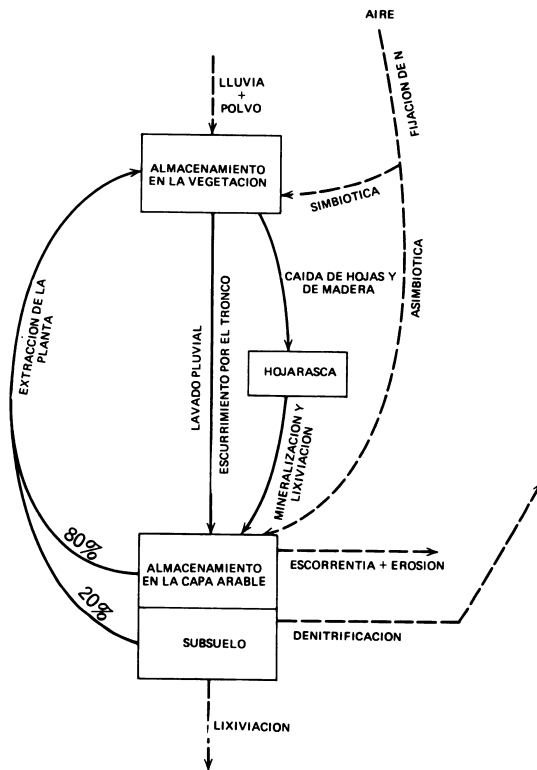 AIRE
LLUVIA
+
POLVO
FIJACION DE N
ALMACENAMIENTO
EN LA VEGETACION
SIMBIOTICA
ASIMBIOTICA
CAIDA DE HOJAS Y
DE MADERA
EXTRACCION DE LA
PLANTA
LAVADO PLUVIAL
ESCURRIMIENTO POR EL TRONCO
HOJARASCA
MINERALIZACION Y
LIXIVIACION
80%
ALMACENAMIENTO
EN LA CAPA ARABLE
ESCORRENTIA + EROSION
20%
SUBSUELO
DENITRIFICACION
LIXIVIACION